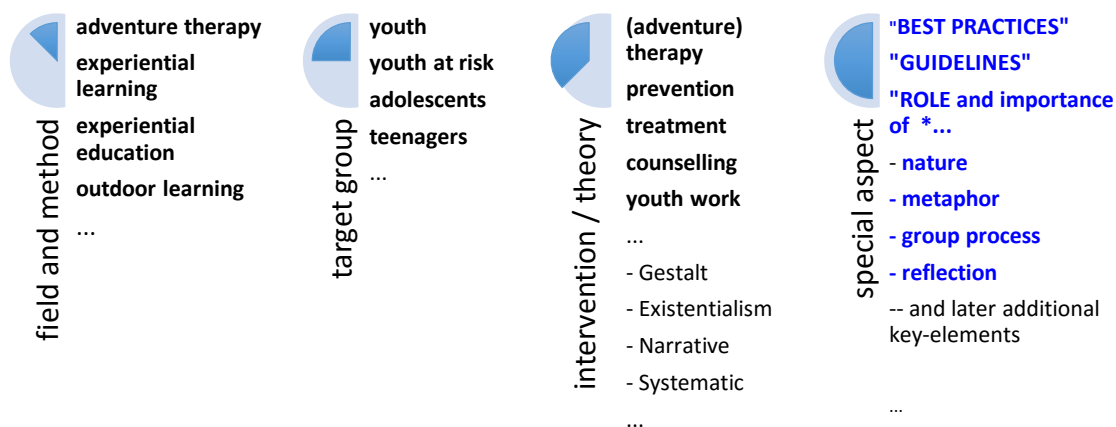 field and method
adventure therapy
experiential
learning
experiential
education
outdoor learning
...
target group
youth
youth at risk
adolescents
teenagers
...
intervention / theory
(adventure)
therapy
prevention
treatment
counselling
youth work
...
- Gestalt
- Existentialism
- Narrative
- Systematic
...
special aspect
"BEST PRACTICES"
"GUIDELINES"
"ROLE and importance
of *...
- nature
- metaphor
- group process
- reflection
-- and later additional
key-elements
...